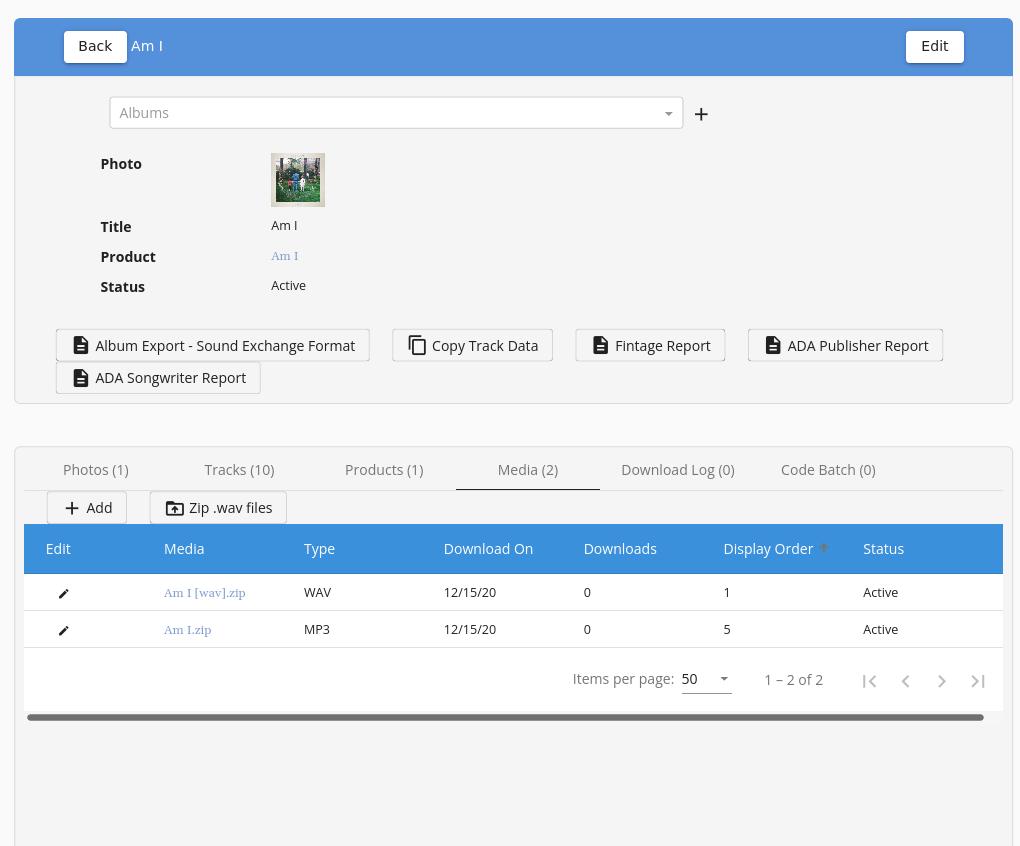 Back Am I Edit
Albums
Photo
Title Am I
Product Am I
Status Active
Album Export - Sound Exchange Format Copy Track Data Fintage Report ADA Publisher Report
ADA Songwriter Report
Photos (1) Tracks (10) Products (1) Media (2) Download Log (0) Code Batch (0)
Add Zip .wav files
Edit Media Type Download On Downloads Display Order Status
Am I [wav].zip WAV 12/15/20 0 1 Active
Am I.zip MP3 12/15/20 0 5 Active
Items per page: 50 1 – 2 of 2